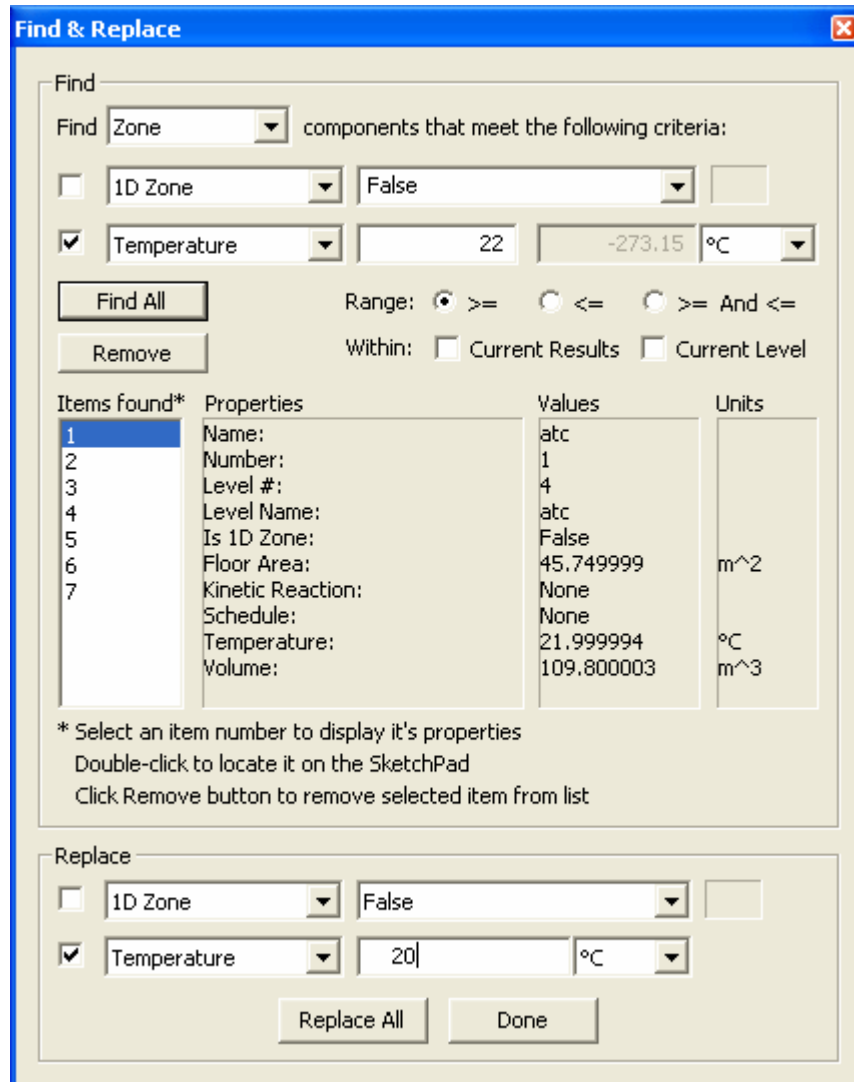 Find & Replace
Find
Find Zone components that meet the following criteria:
1D Zone False
Temperature 22 -273.15 °C
Find All Range: >= <= >= And <=
Remove Within: Current Results Current Level
Items found* Properties Values Units
1 Name: atc
2 Number: 1
3 Level #: 4
4 Level Name: atc
5 Is 1D Zone: False
6 Floor Area: 45.749999 m^2
7 Kinetic Reaction: None
Schedule: None
Temperature: 21.999994 °C
Volume: 109.800003 m^3
* Select an item number to display it's properties
Double-click to locate it on the SketchPad
Click Remove button to remove selected item from list
Replace
1D Zone False
Temperature 20 °C
Replace All Done